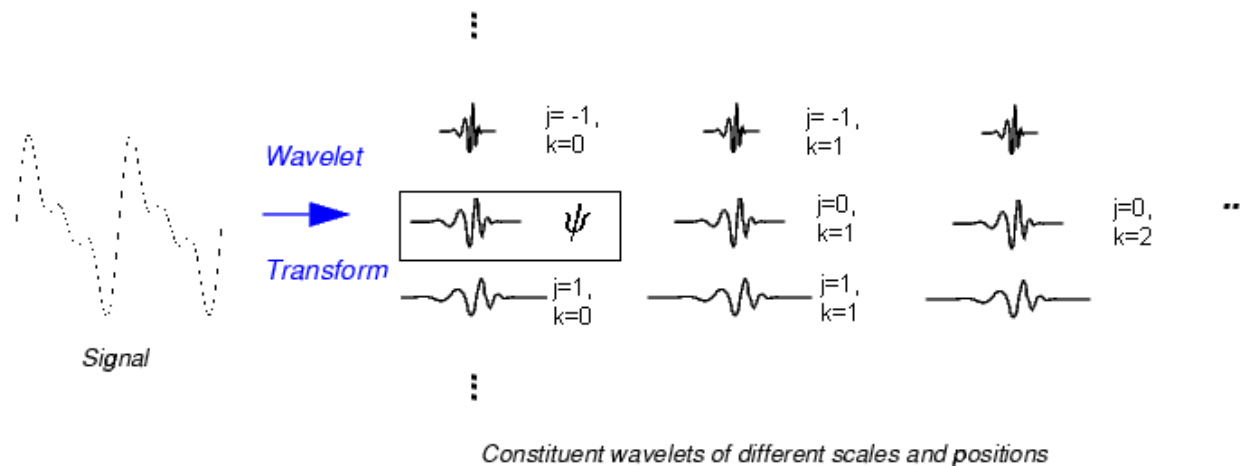 j= -1,
k=0
j= -1,
k=1
Wavelet
ψ
j=0,
k=1
j=0,
k=2
Transform
j=1,
k=0
j=1,
k=1
Signal
Constituent wavelets of different scales and positions